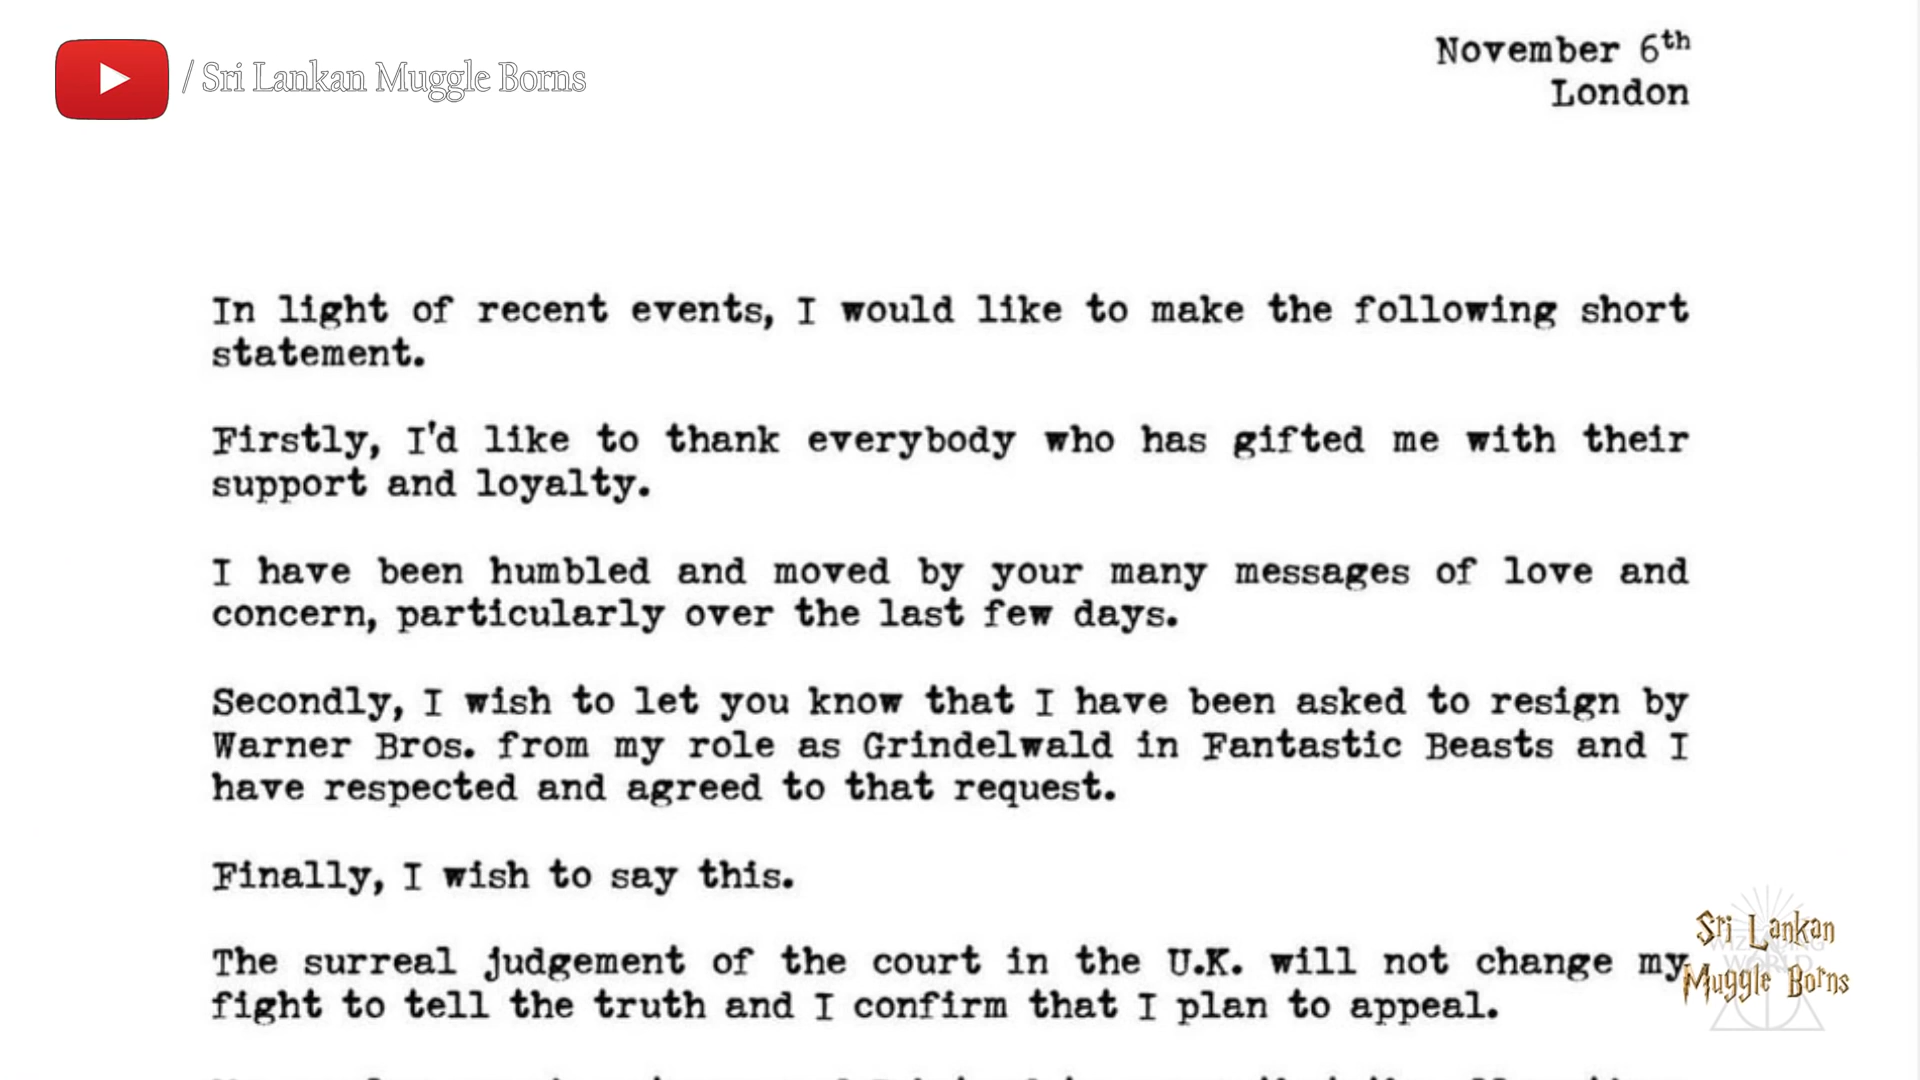 / Sri Lankan Muggle Borns
November 6th
London
In light of recent events, I would like to make the following short
statement.
Firstly, I'd like to thank everybody who has gifted me with their
support and loyalty.
I have been humbled and moved by your many messages of love and
concern, particularly over the last few days.
Secondly, I wish to let you know that I have been asked to resign by
Warner Bros. from my role as Grindelwald in Fantastic Beasts and I
have respected and agreed to that request.
Finally, I wish to say this.
The surreal judgement of the court in the U.K. will not change my
fight to tell the truth and I confirm that I plan to appeal.
Sri Lankan
WIZARDING
WORLD
Muggle Borns